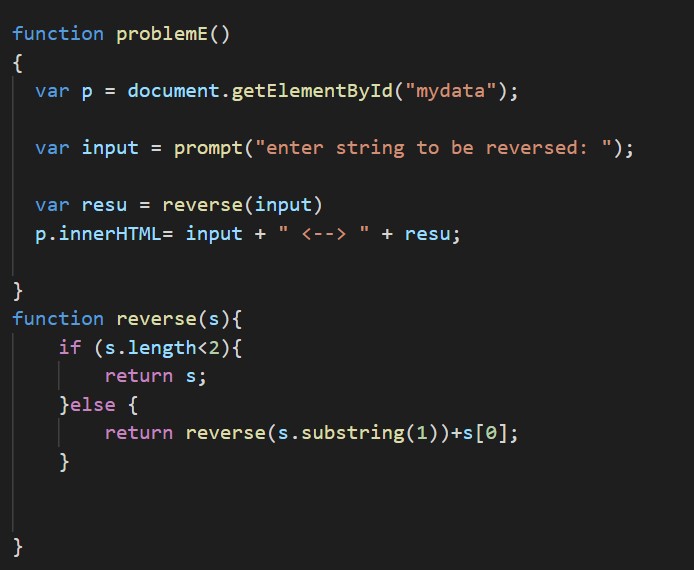 function problemE()
{
  var p = document.getElementById("mydata");
  var input = prompt("enter string to be reversed: ");
  var resu = reverse(input)
  p.innerHTML= input + " <--> " + resu;
}
function reverse(s){
    if (s.length<2){
        return s;
    }else {
        return reverse(s.substring(1))+s[0];
    }
}